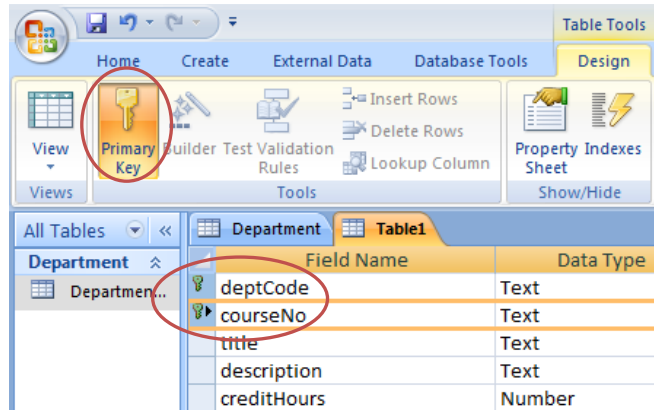 Table Tools
Home Create External Data Database Tools Design
View
Primary Key
Builder
Test Validation Rules
Insert Rows
Delete Rows
Lookup Column
Property Sheet
Indexes
Views Tools Show/Hide
All Tables «
Department Table1
Department
Departmen...
Field Name Data Type
deptCode Text
courseNo Text
title Text
description Text
creditHours Number